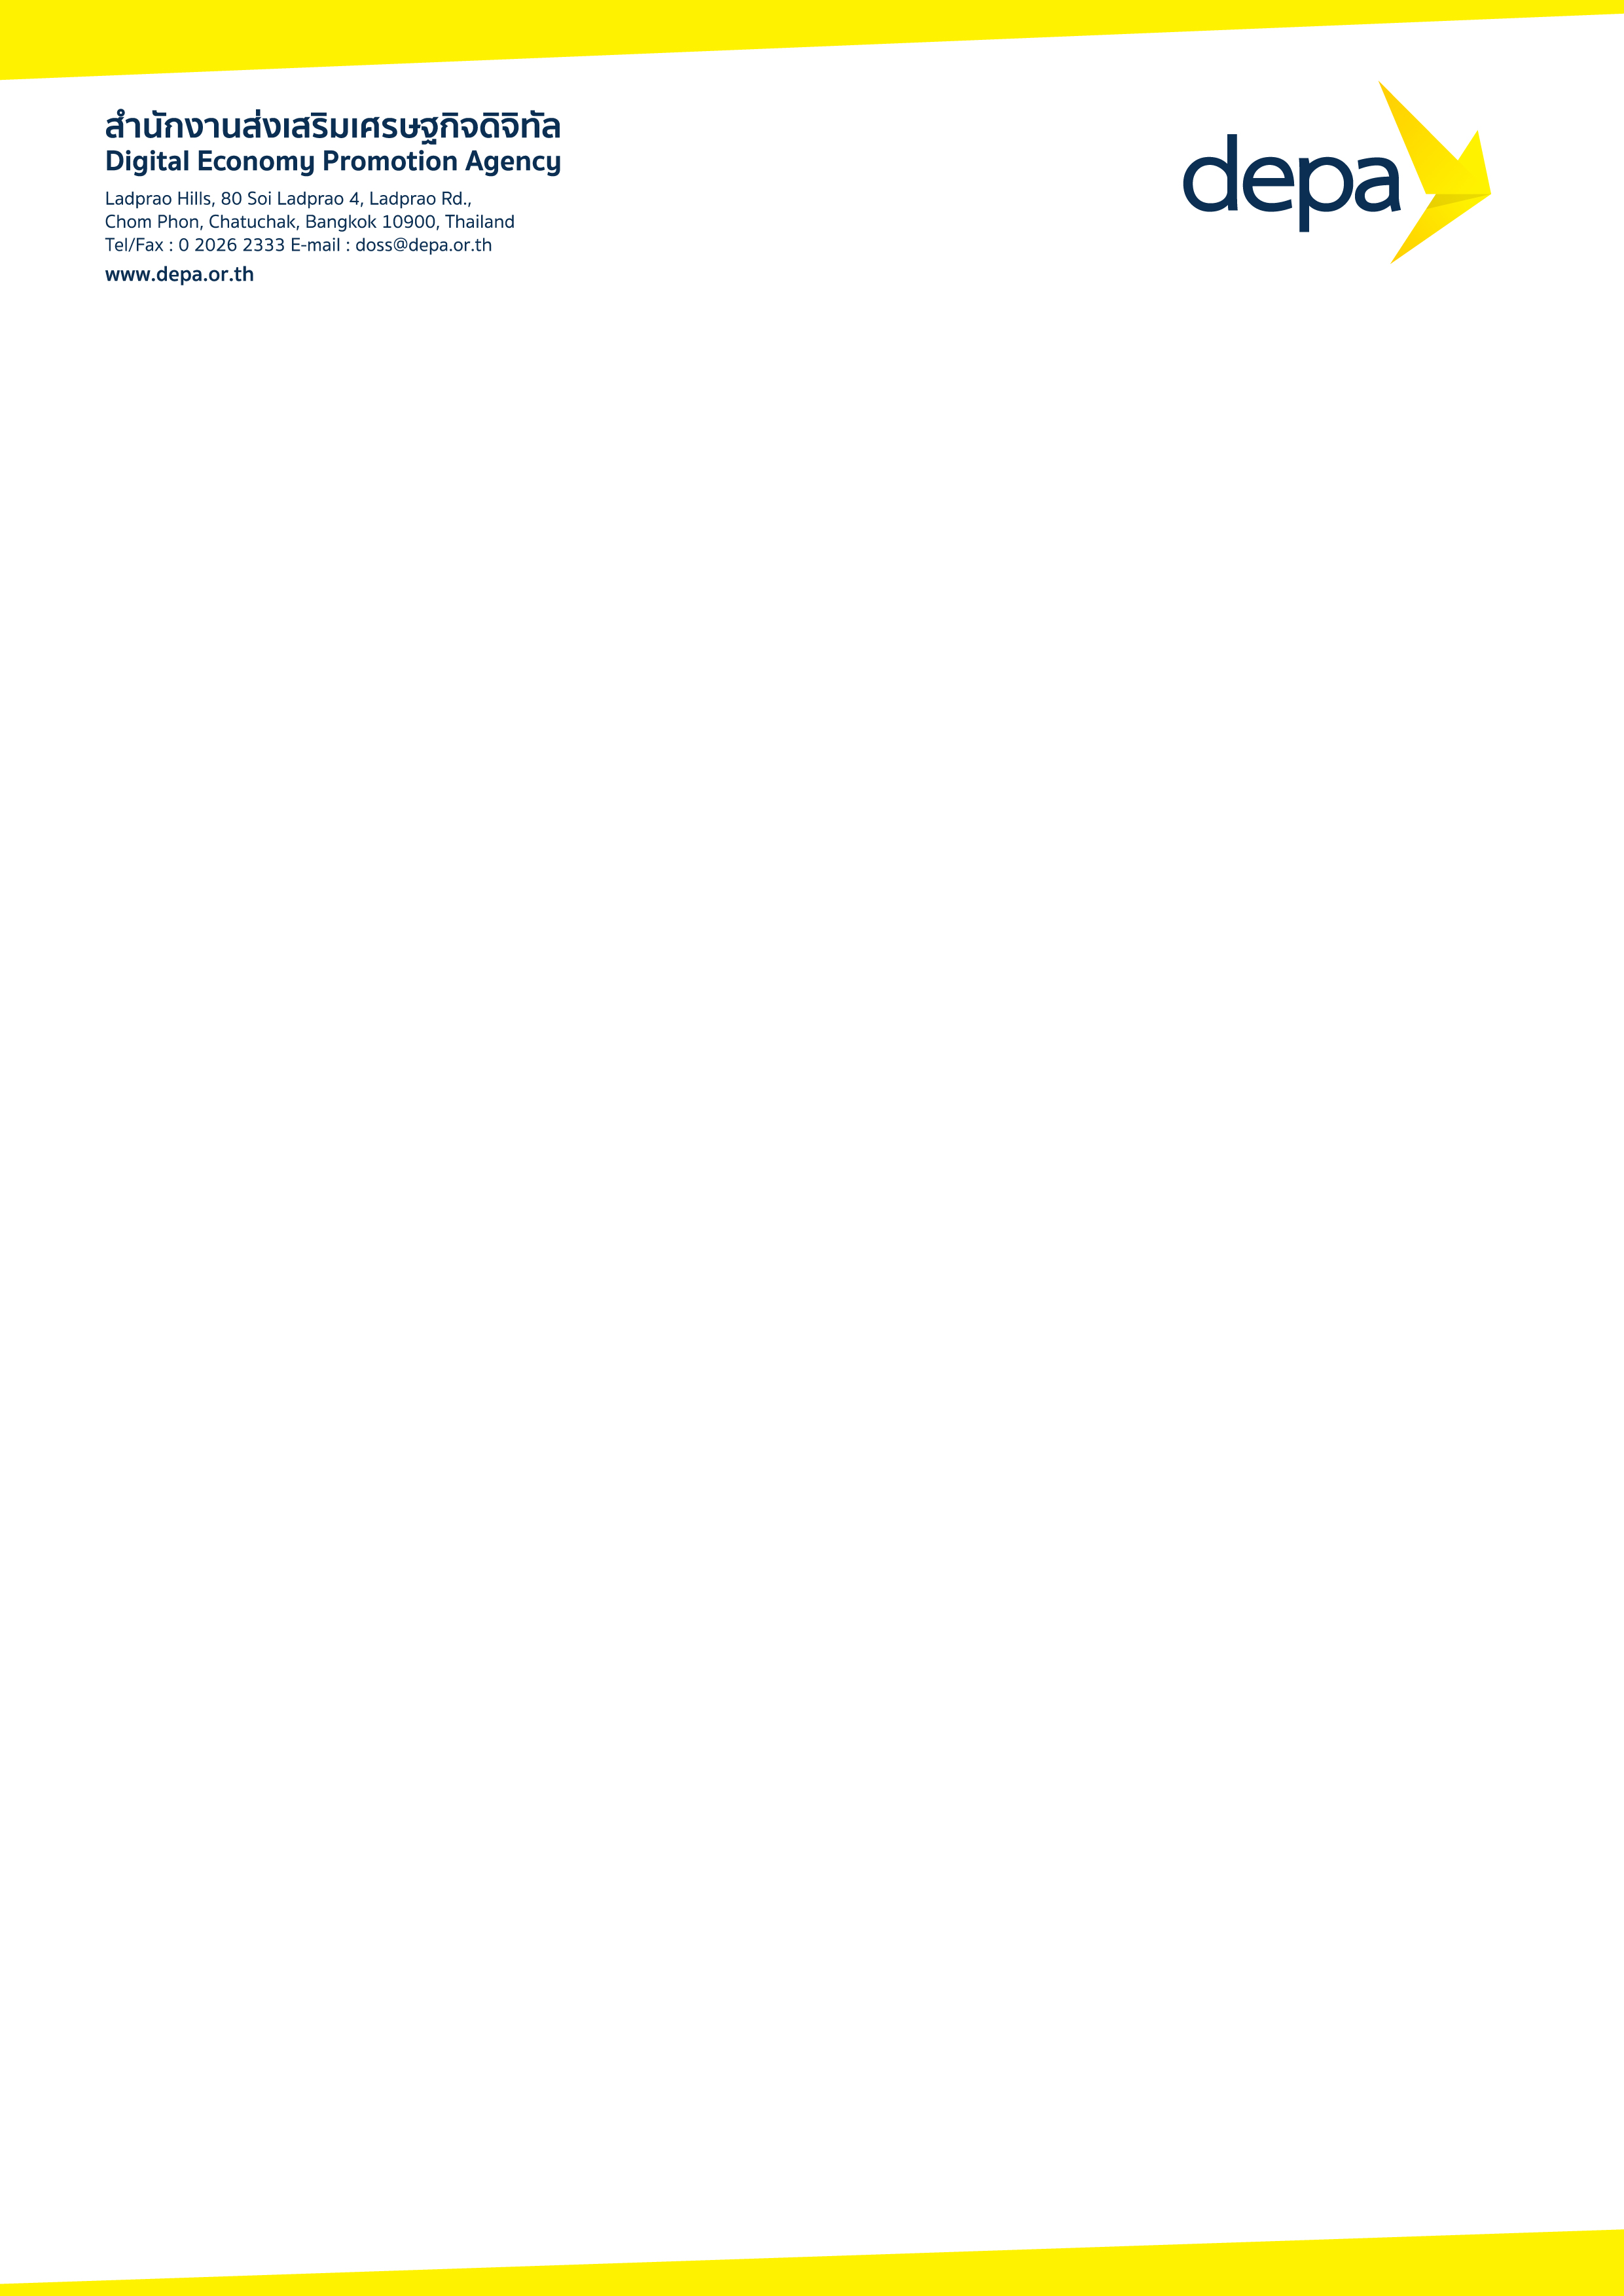 สำนักงานส่งเสริมเศรษฐกิจดิจิทัล
Digital Economy Promotion Agency
Ladprao Hills, 80 Soi Ladprao 4, Ladprao Rd.,
Chom Phon, Chatuchak, Bangkok 10900, Thailand
Tel/Fax : 0 2026 2333 E-mail : doss@depa.or.th
www.depa.or.th
depa